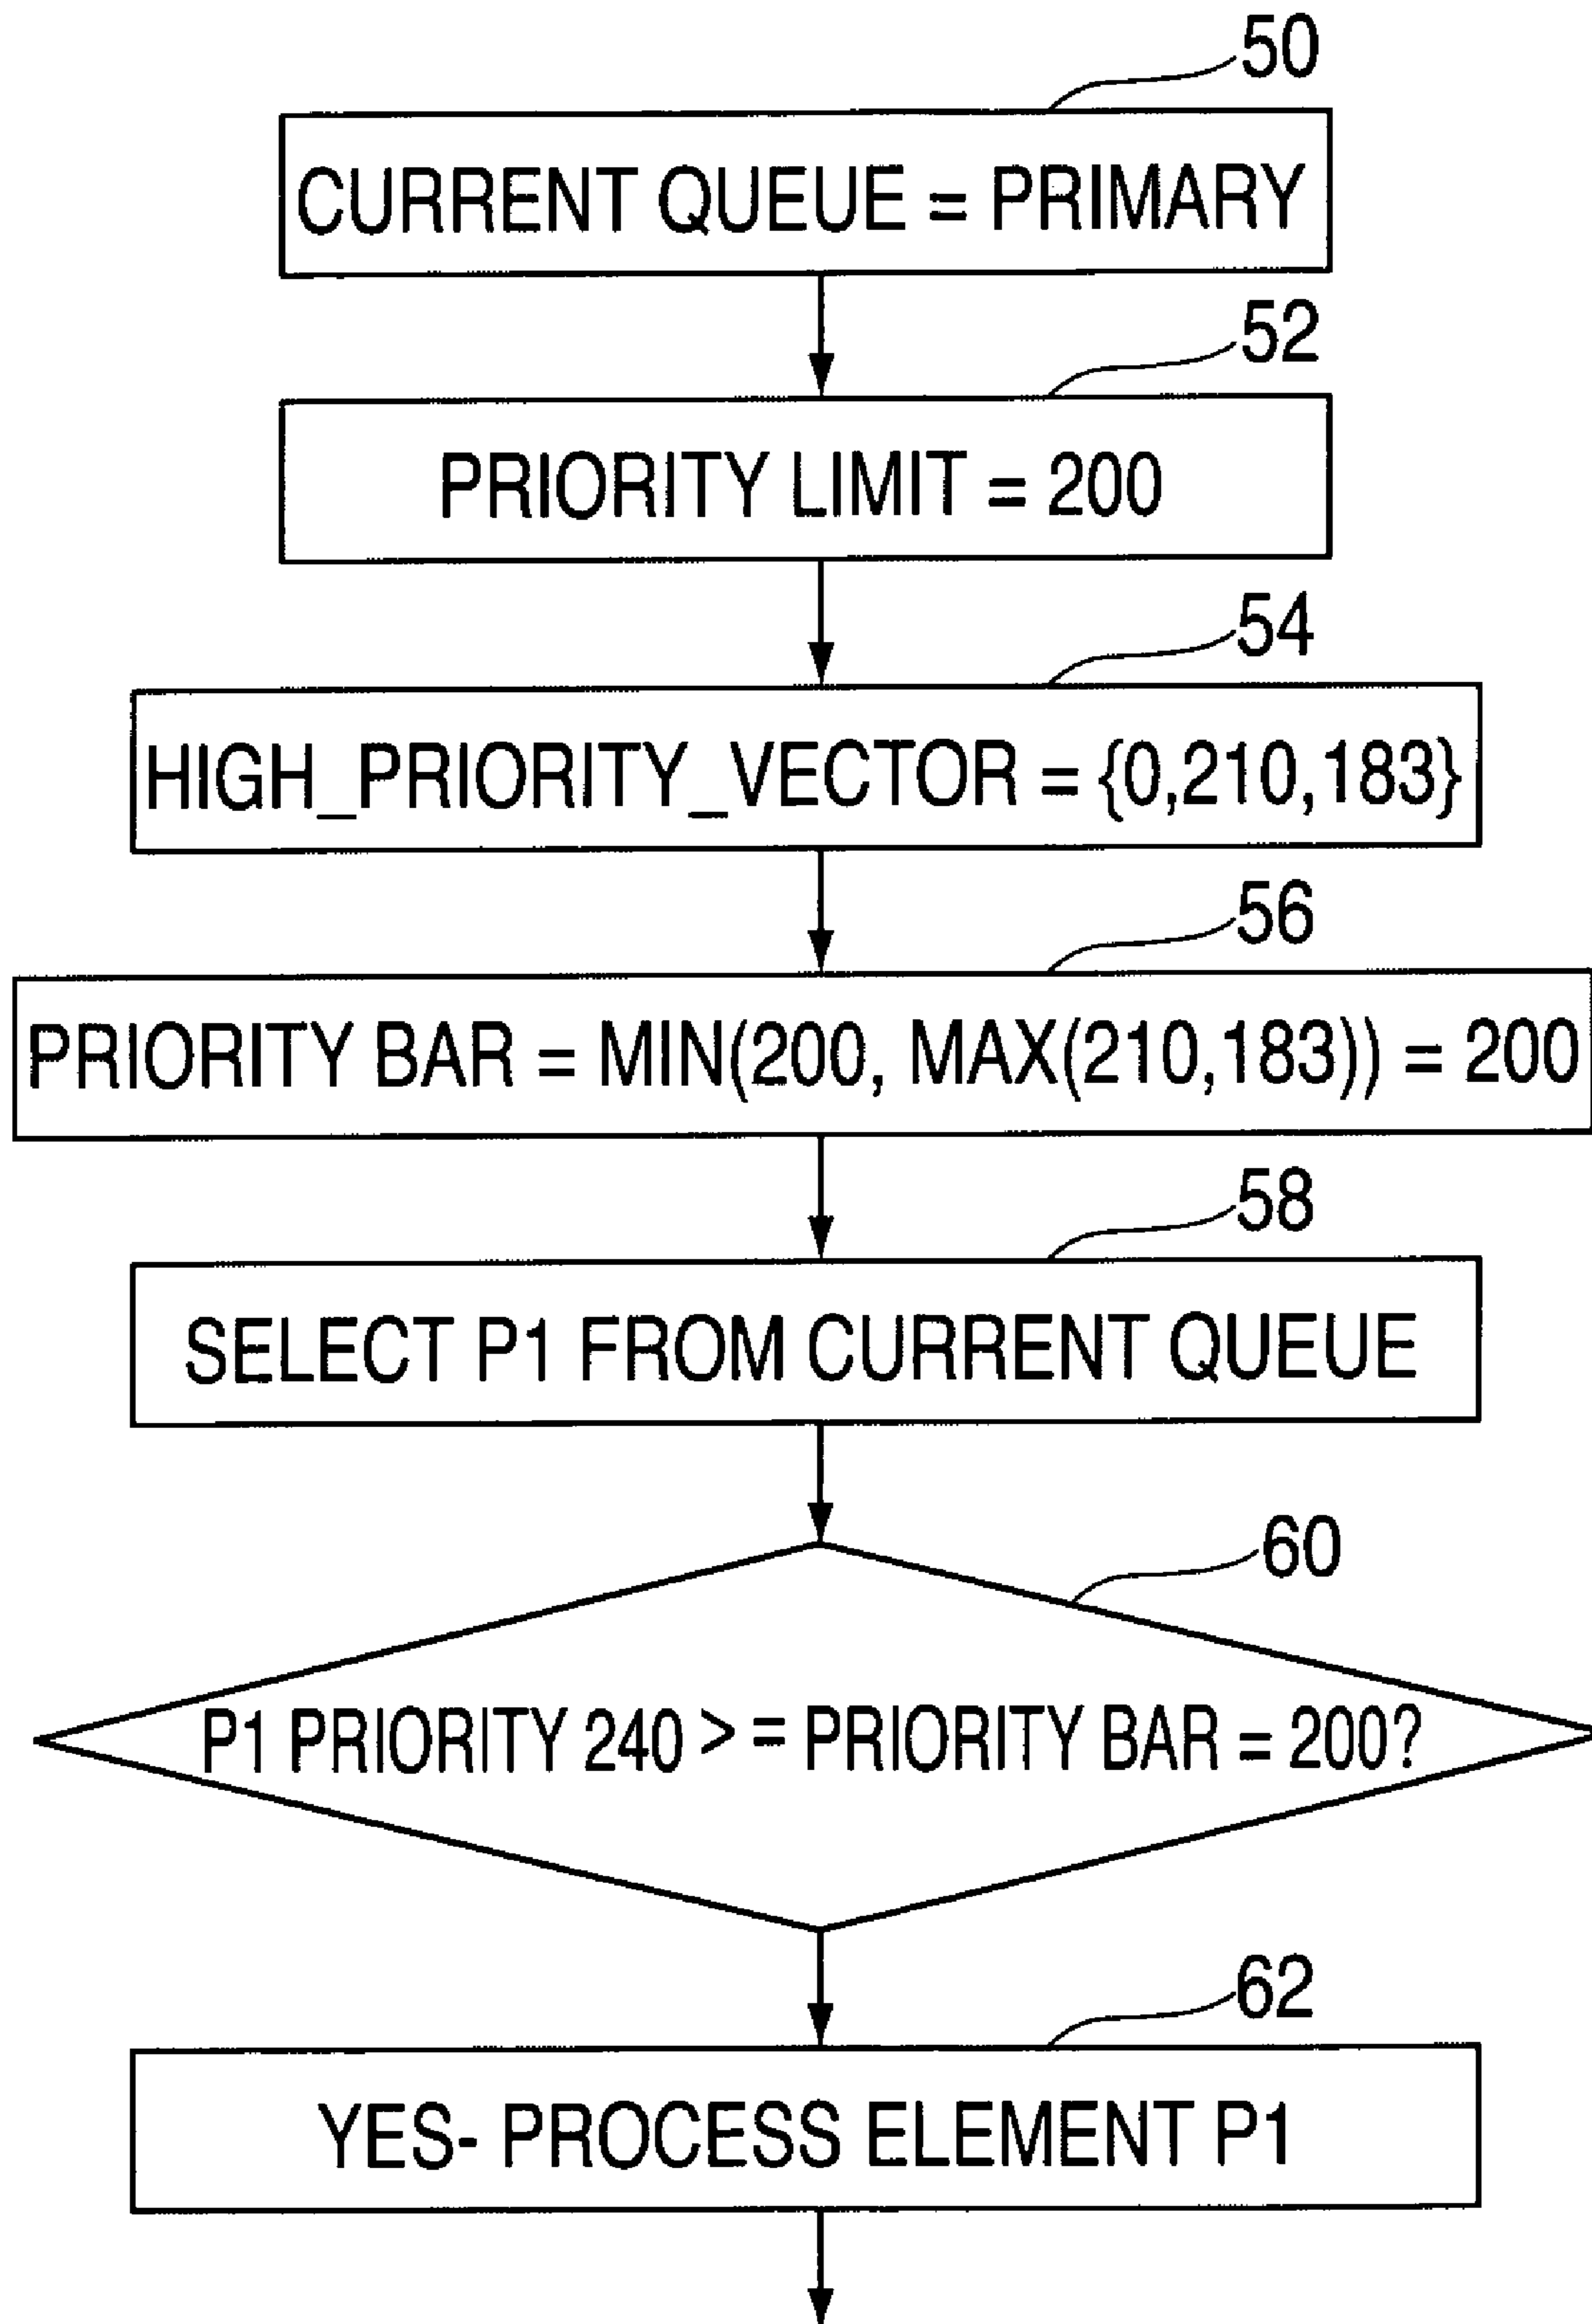 50
CURRENT QUEUE = PRIMARY
52
PRIORITY LIMIT = 200
54
HIGH_PRIORITY_VECTOR = {0,210,183}
56
PRIORITY BAR = MIN(200, MAX(210,183)) = 200
58
SELECT P1 FROM CURRENT QUEUE
60
P1 PRIORITY 240 > = PRIORITY BAR = 200?
62
YES- PROCESS ELEMENT P1